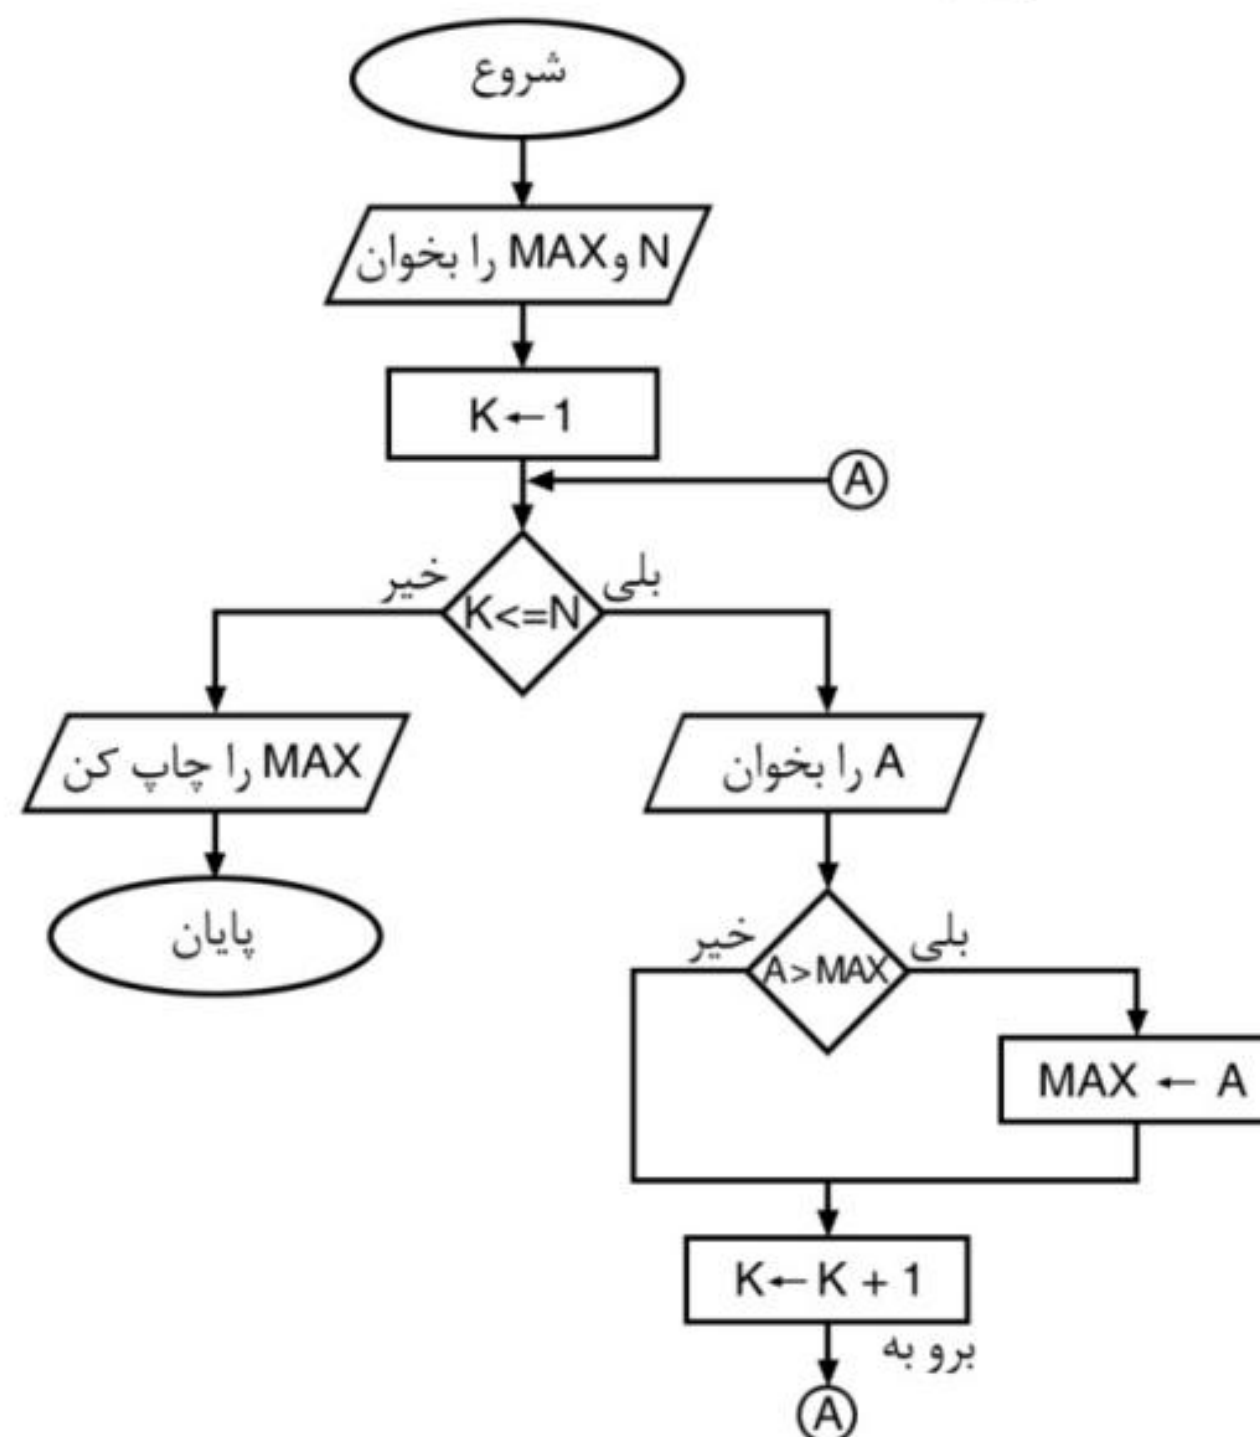 شروع
N و MAX را بخوان
K←1
A
خیر
بلی
K<=N
MAX را چاپ کن
A را بخوان
پایان
خیر
بلی
A>MAX
MAX ← A
K←K + 1
برو به
A